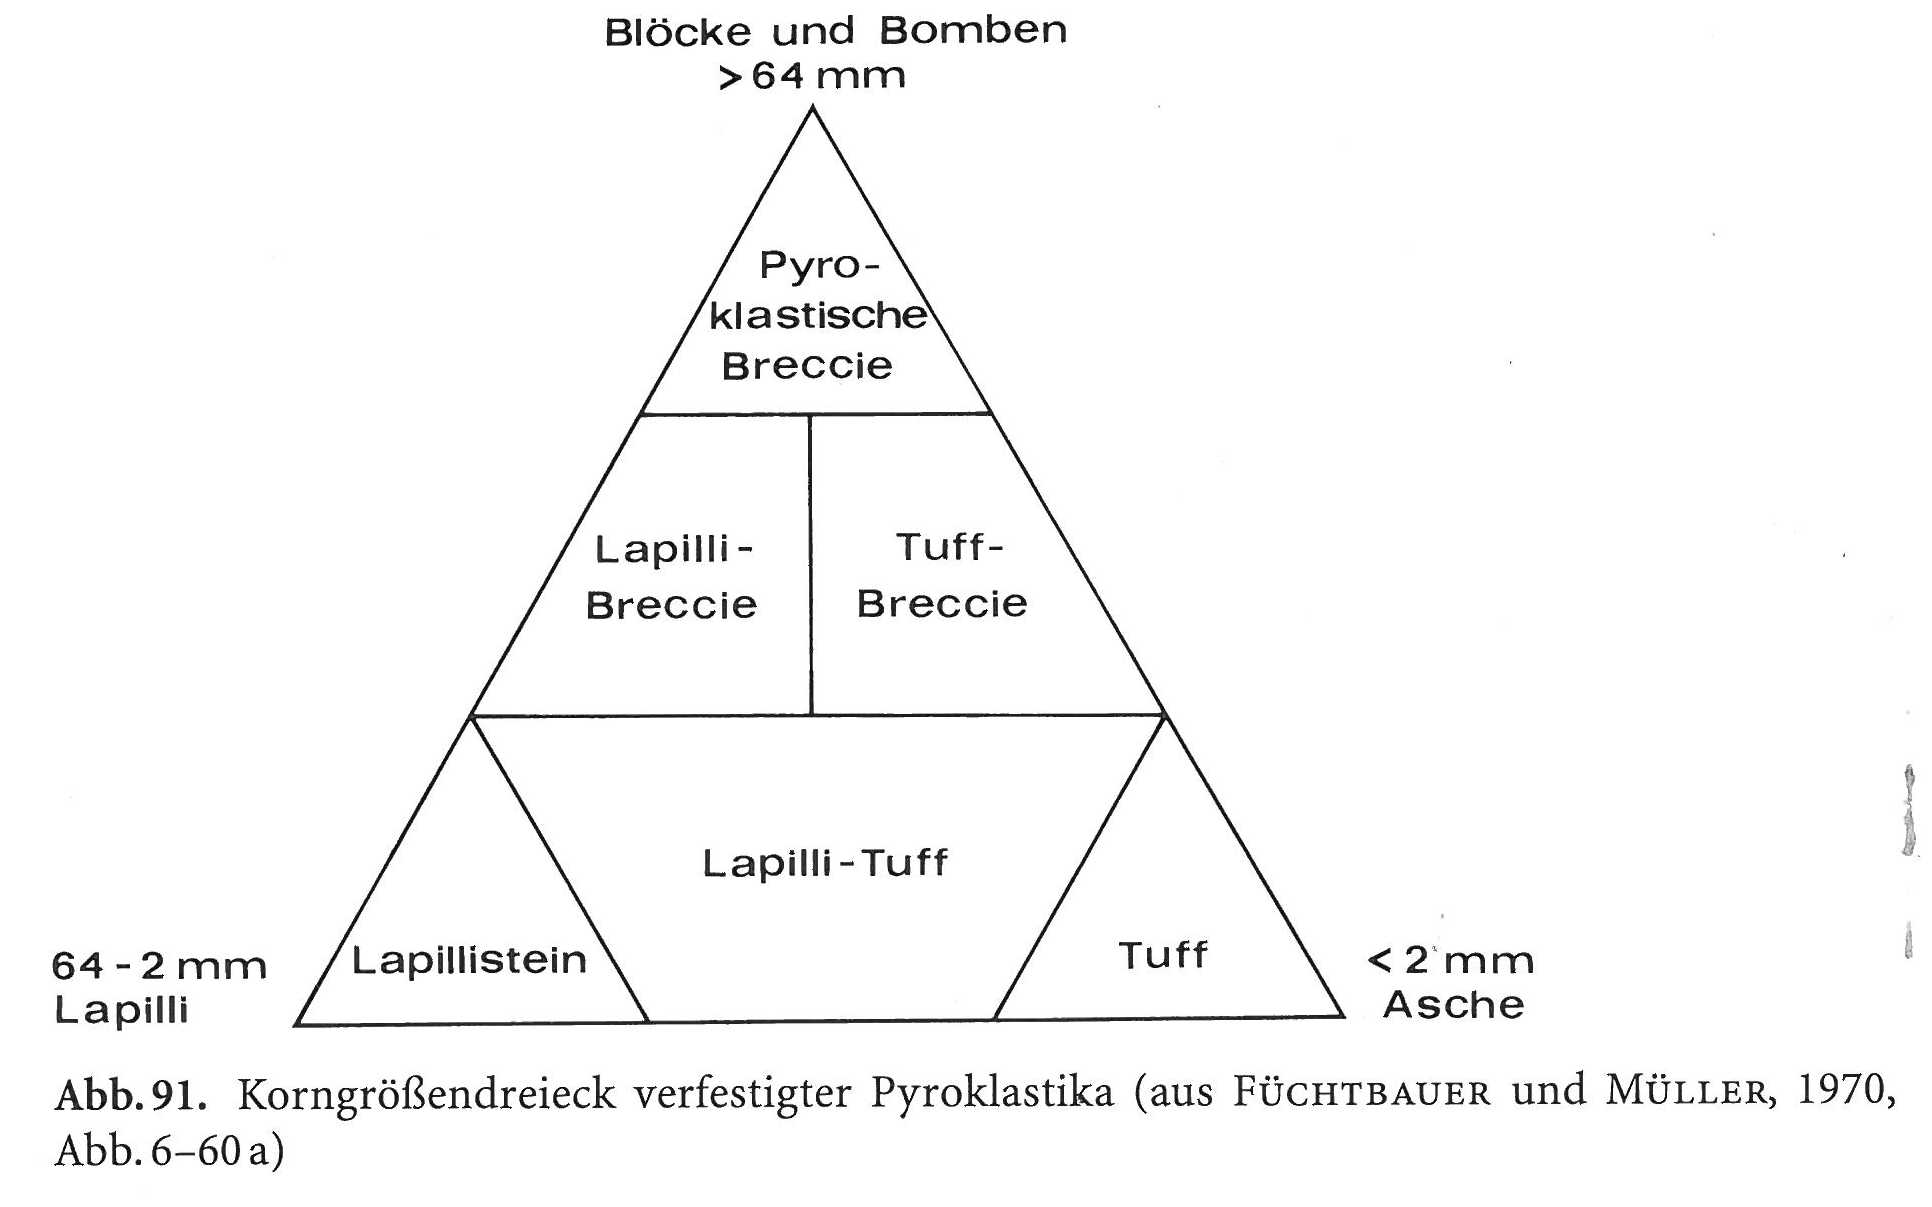 Blöcke und Bomben
> 64 mm
Pyro-
klastische
Breccie
Lapilli-
Breccie
Tuff-
Breccie
Lapilli-Tuff
Lapillistein
Tuff
64 - 2 mm
Lapilli
< 2 mm
Asche
Abb. 91. Korngrößendreieck verfestigter Pyroklastika (aus FÜCHTBAUER und MÜLLER, 1970,
Abb. 6–60 a)